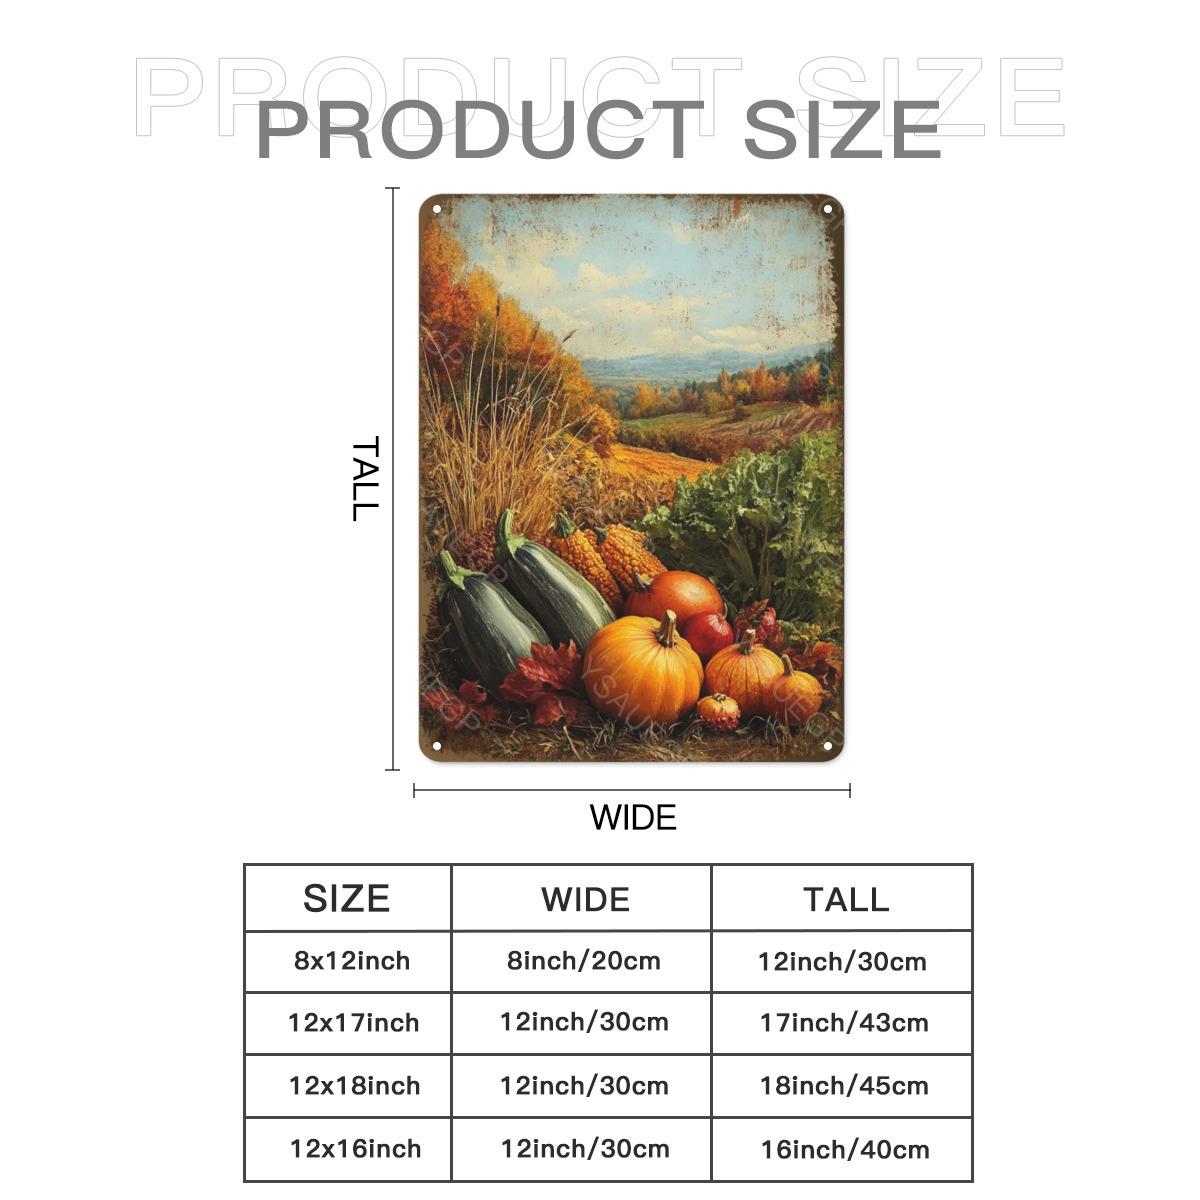 PRODUCT SIZE
PRODUCT SIZE
TALL
WIDE
SIZE WIDE TALL
8x12inch 8inch/20cm 12inch/30cm
12x17inch 12inch/30cm 17inch/43cm
12x18inch 12inch/30cm 18inch/45cm
12x16inch 12inch/30cm 16inch/40cm